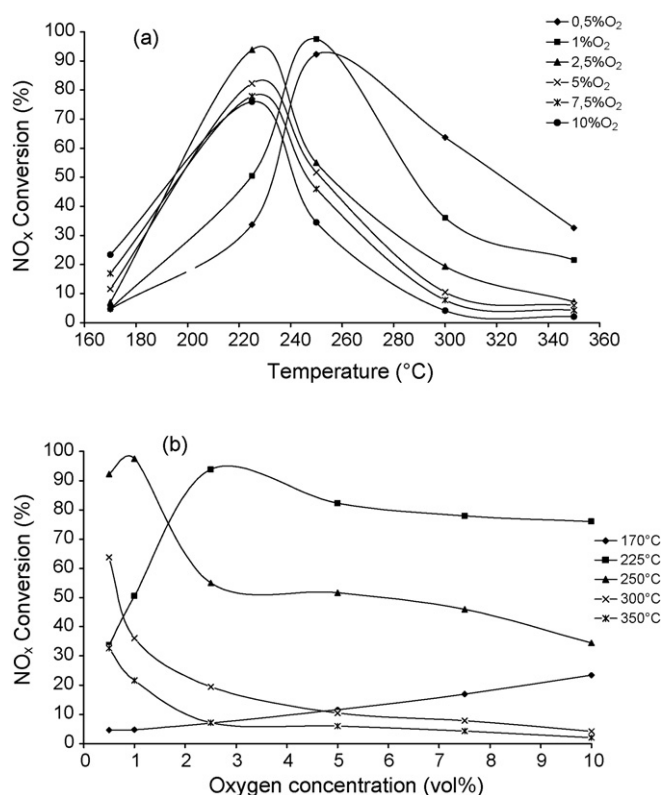 (a)
0,5%O₂
1%O₂
2,5%O₂
5%O₂
7,5%O₂
10%O₂
NOₓ Conversion (%)
100
90
80
70
60
50
40
30
20
10
0
160 180 200 220 240 260 280 300 320 340 360
Temperature (°C)
(b)
NOₓ Conversion (%)
100
90
80
70
60
50
40
30
20
10
0
170°C
225°C
250°C
300°C
350°C
0 1 2 3 4 5 6 7 8 9 10
Oxygen concentration (vol%)